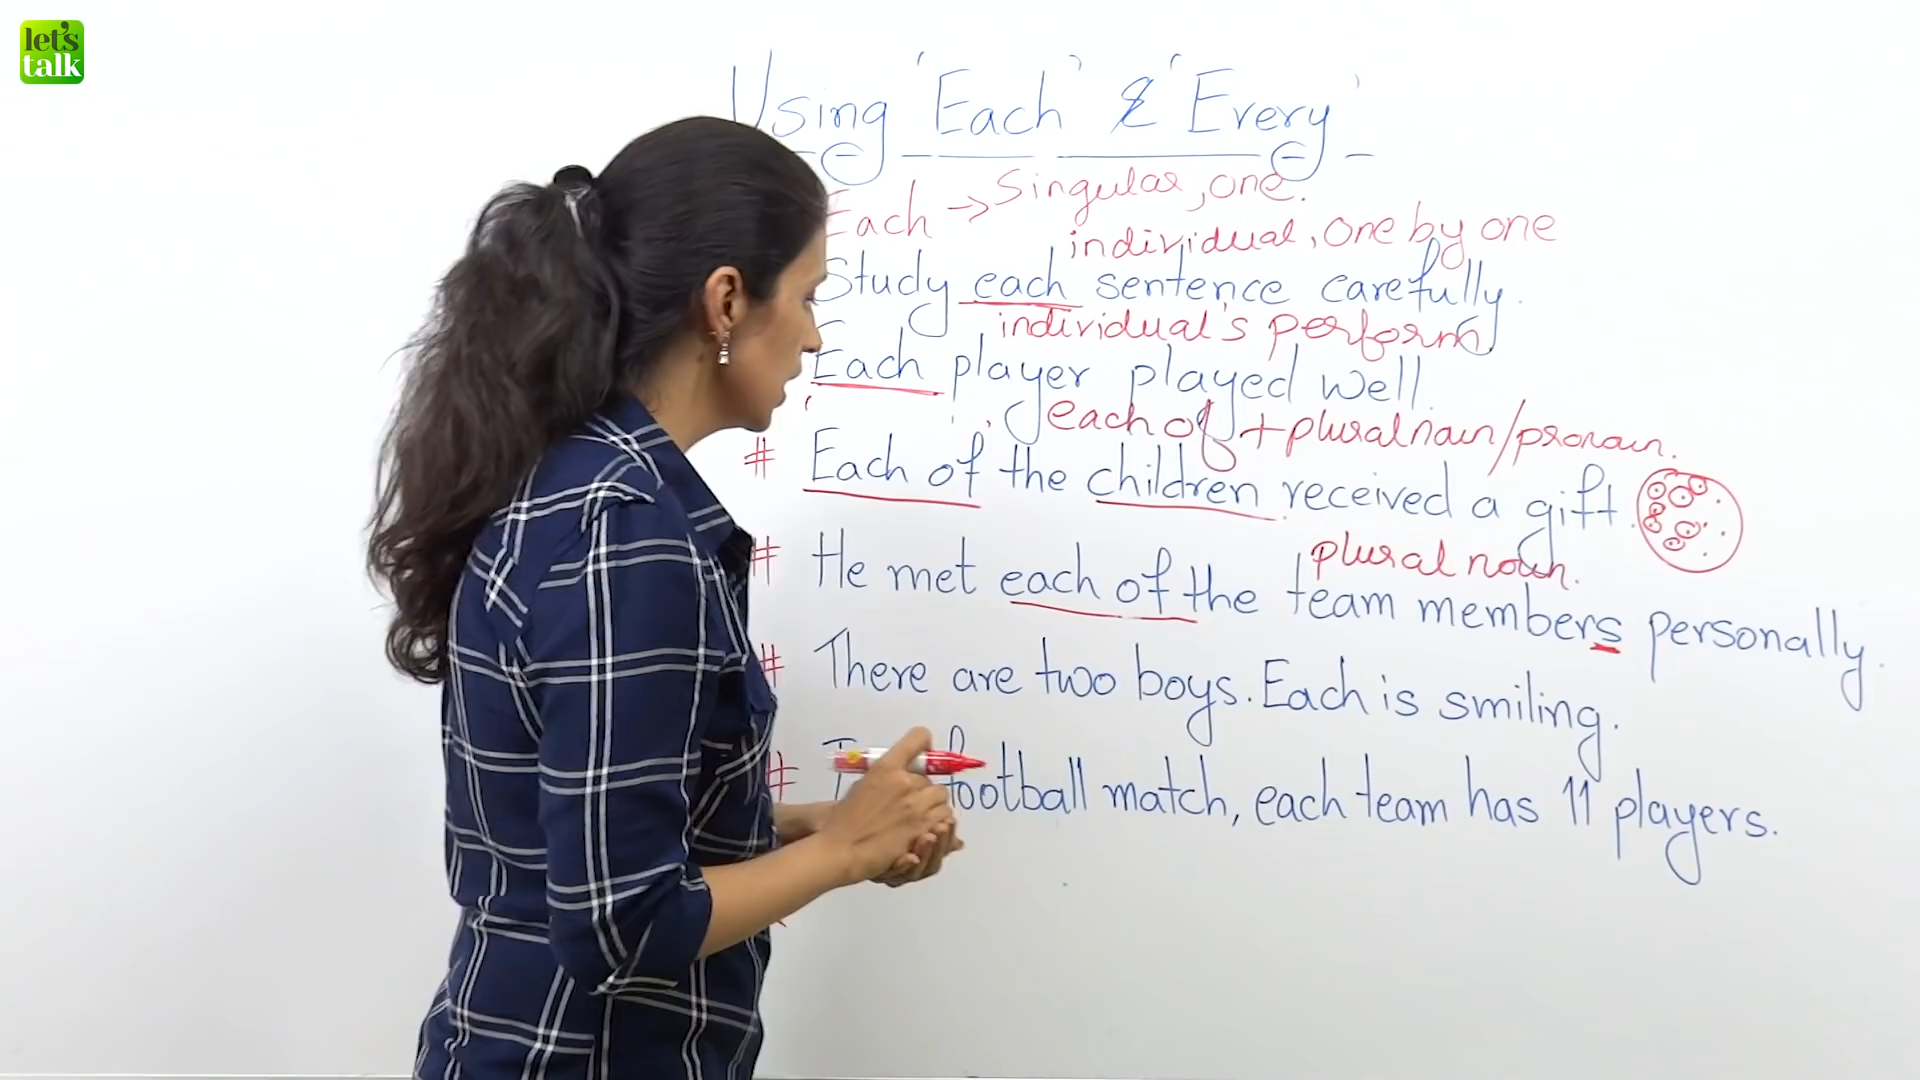 let's
talk
Using 'Each' & 'Every'
Each → Singular, one.
individual, one by one
Study each sentence carefully.
individual's perform
Each player played well.
each of + plural noun/pronoun.
# Each of the children received a gift.
plural noun.
# He met each of the team members personally.
# There are two boys. Each is smiling.
# football match, each team has 11 players.